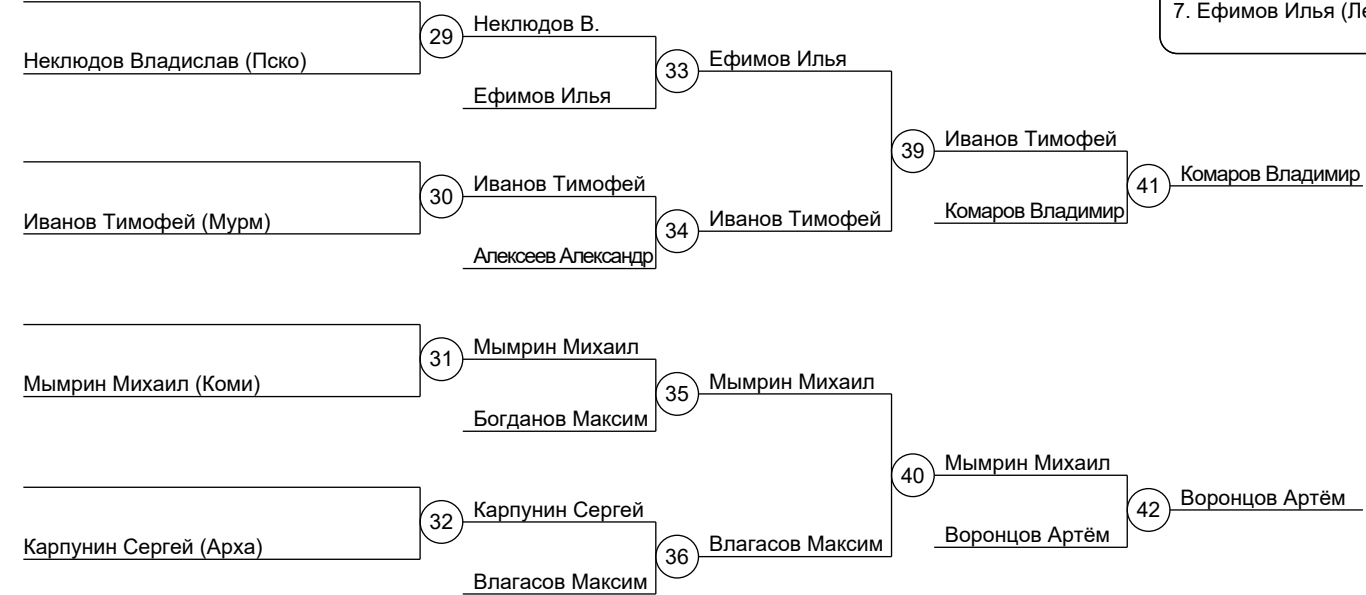 7. Ефимов Илья (Ле
Неклюдов В.
29
Неклюдов Владислав (Пско)
Ефимов Илья
33
Ефимов Илья
39
Иванов Тимофей
Иванов Тимофей
30
Иванов Тимофей (Мурм)
Алексеев Александр
34
Иванов Тимофей
Комаров Владимир
41
Комаров Владимир
Мымрин Михаил
31
Мымрин Михаил (Коми)
Богданов Максим
35
Мымрин Михаил
40
Мымрин Михаил
Карпунин Сергей
32
Карпунин Сергей (Арха)
Влагасов Максим
36
Влагасов Максим
Воронцов Артём
42
Воронцов Артём